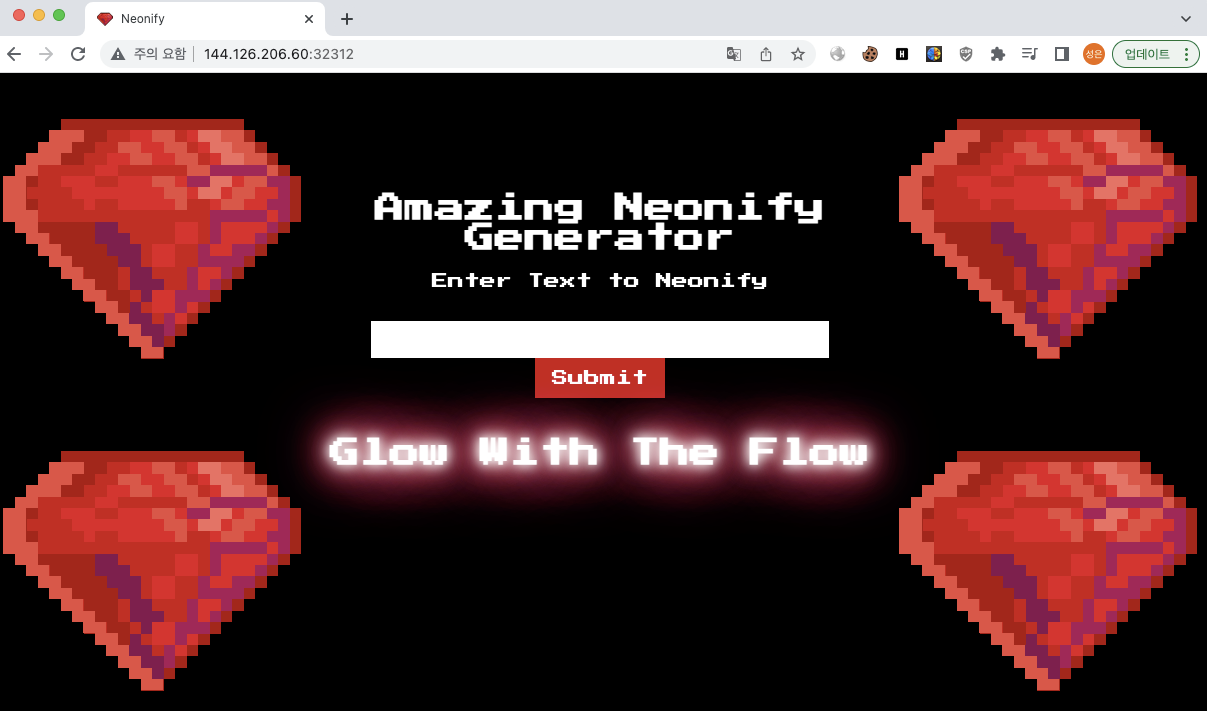 Neonify
주의 요함 144.126.206.60:32312
성은
업데이트
Amazing Neonify
Generator
Enter Text to Neonify
Submit
Glow With The Flow